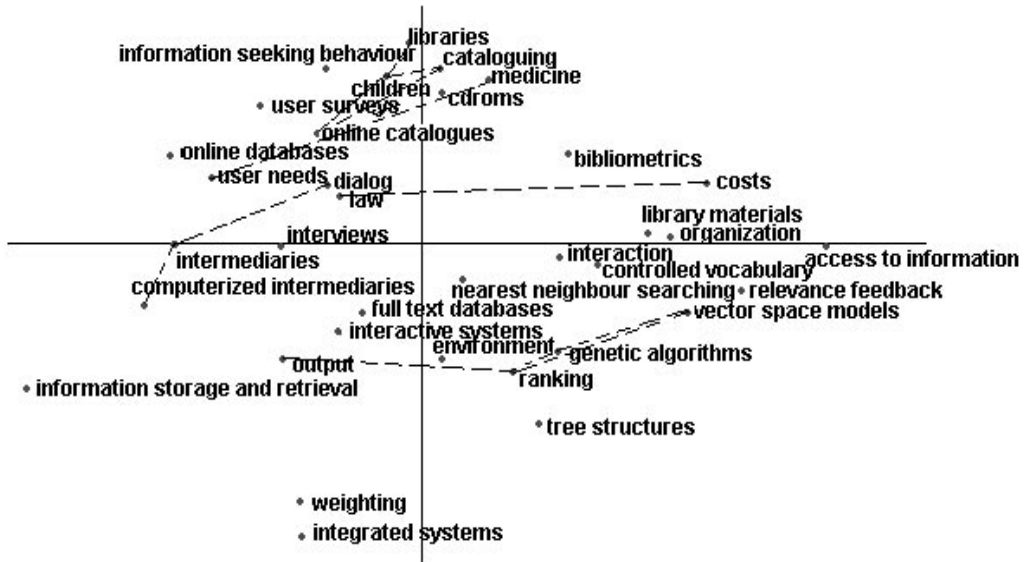 libraries
information seeking behaviour
cataloguing
medicine
children
cdroms
user surveys
online catalogues
online databases
bibliometrics
user needs
dialog
costs
law
library materials
interviews
organization
intermediaries
interaction
access to information
controlled vocabulary
computerized intermediaries
nearest neighbour searching
relevance feedback
full text databases
vector space models
interactive systems
environment
genetic algorithms
output
ranking
information storage and retrieval
tree structures
weighting
integrated systems